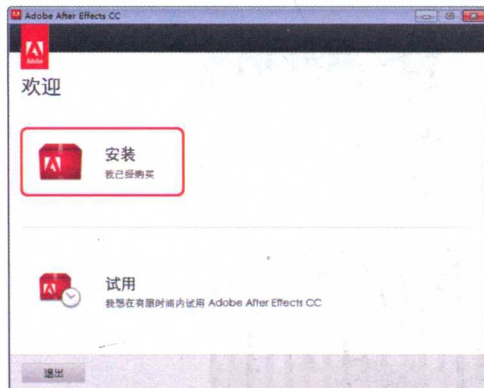 Adobe After Effects CC
Adobe
欢迎
安装
我已经购买
试用
我想在有限时间内试用 Adobe After Effects CC
退出